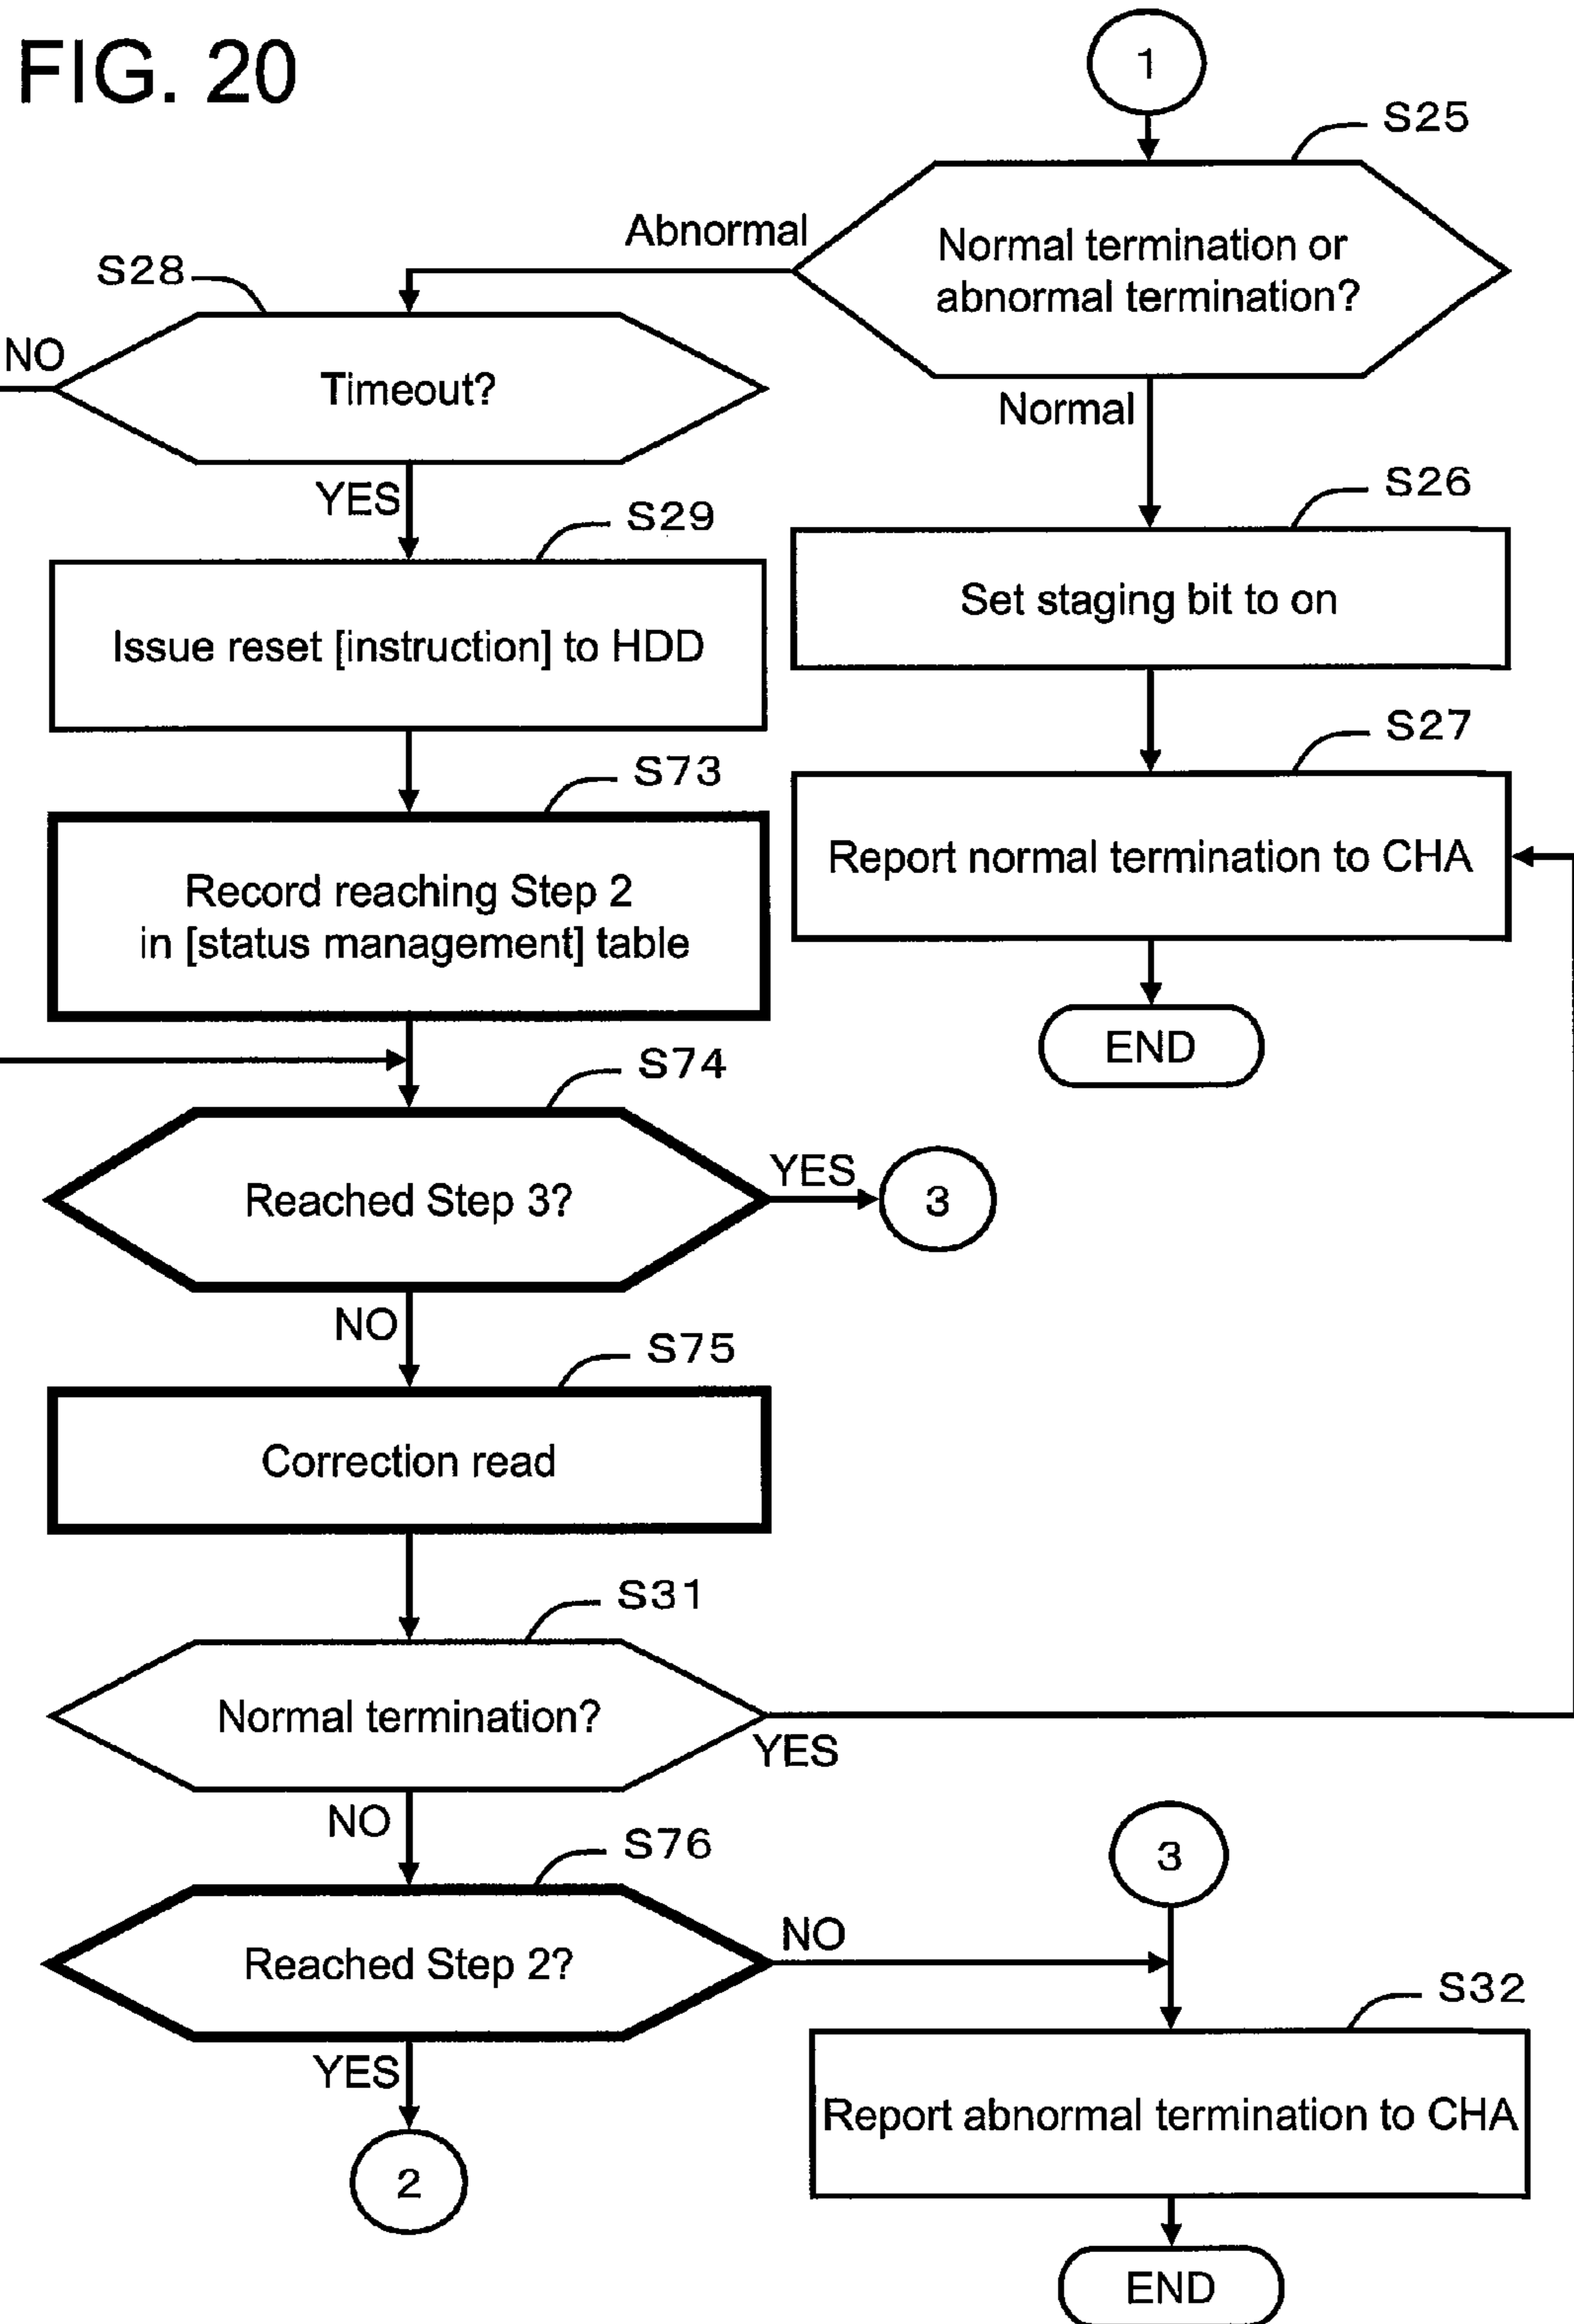 FIG. 20
1
S25
Normal termination or
abnormal termination?
Abnormal
Normal
S28
NO
Timeout?
YES
S26
Set staging bit to on
S29
Issue reset [instruction] to HDD
S27
Report normal termination to CHA
END
S73
Record reaching Step 2
in [status management] table
S74
Reached Step 3?
YES
3
NO
S75
Correction read
S31
Normal termination?
YES
NO
S76
Reached Step 2?
NO
3
YES
S32
Report abnormal termination to CHA
2
END